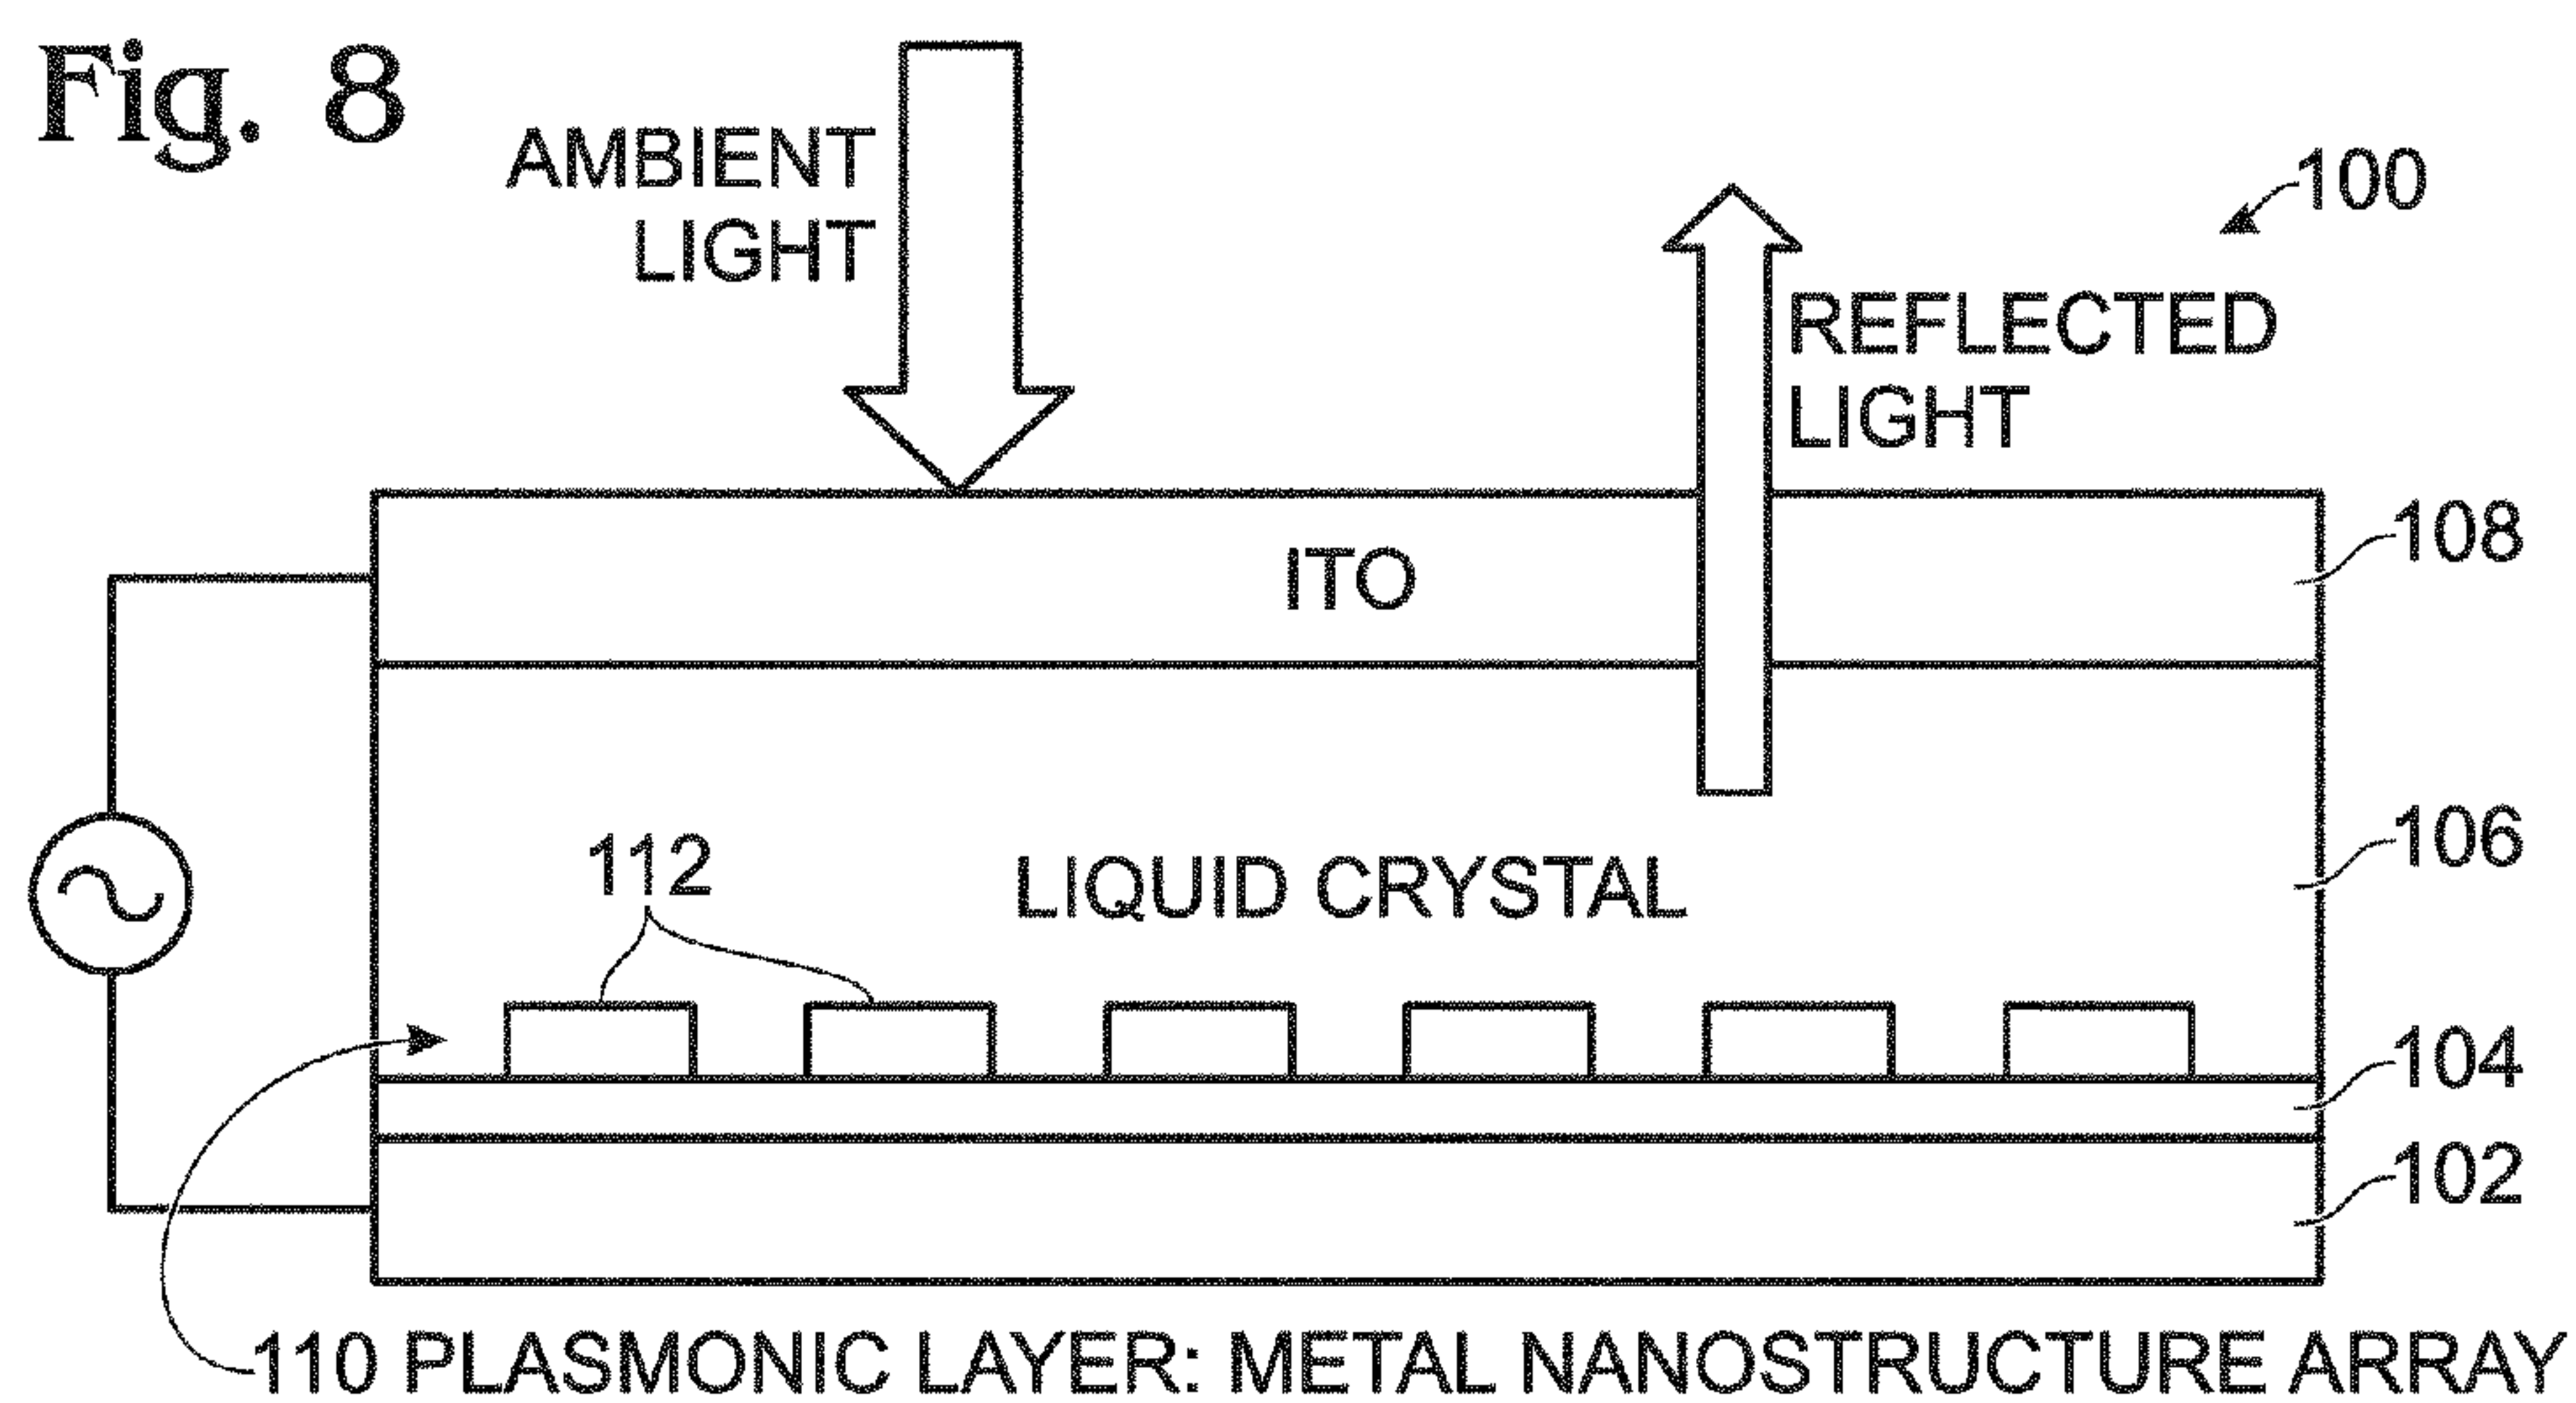 Fig. 8
AMBIENT
LIGHT
100
REFLECTED
LIGHT
108
ITO
106
112
LIQUID CRYSTAL
104
102
110 PLASMONIC LAYER: METAL NANOSTRUCTURE ARRAY